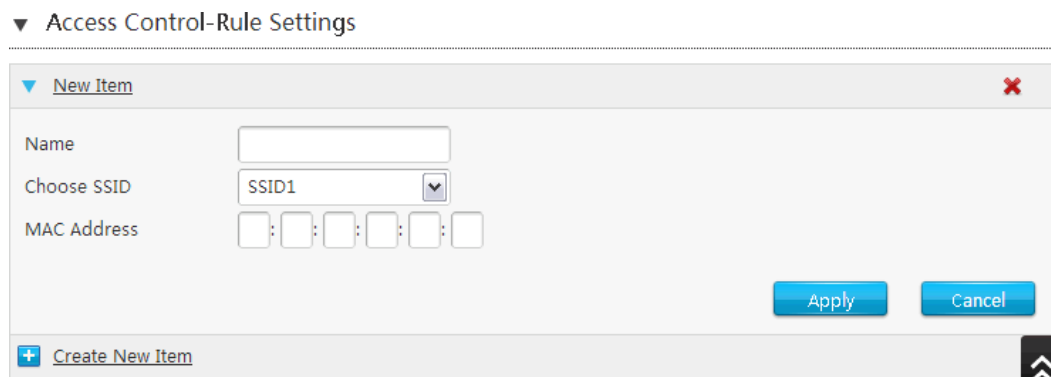 Access Control-Rule Settings
New Item
Name
Choose SSID SSID1
MAC Address : : : : :
Apply Cancel
Create New Item